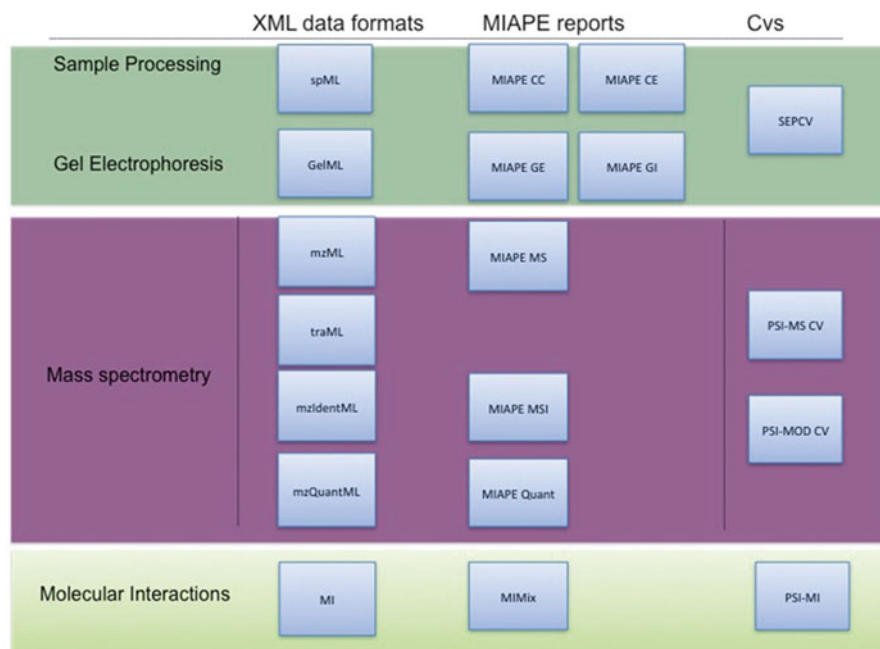 XML data formats MIAPE reports Cvs
Sample Processing
spML MIAPE CC MIAPE CE
SEPCV
Gel Electrophoresis
GelML MIAPE GE MIAPE GI
mzML MIAPE MS
traML PSI-MS CV
Mass spectrometry
mzIdentML MIAPE MSI PSI-MOD CV
mzQuantML MIAPE Quant
Molecular Interactions MI MIMix PSI-MI